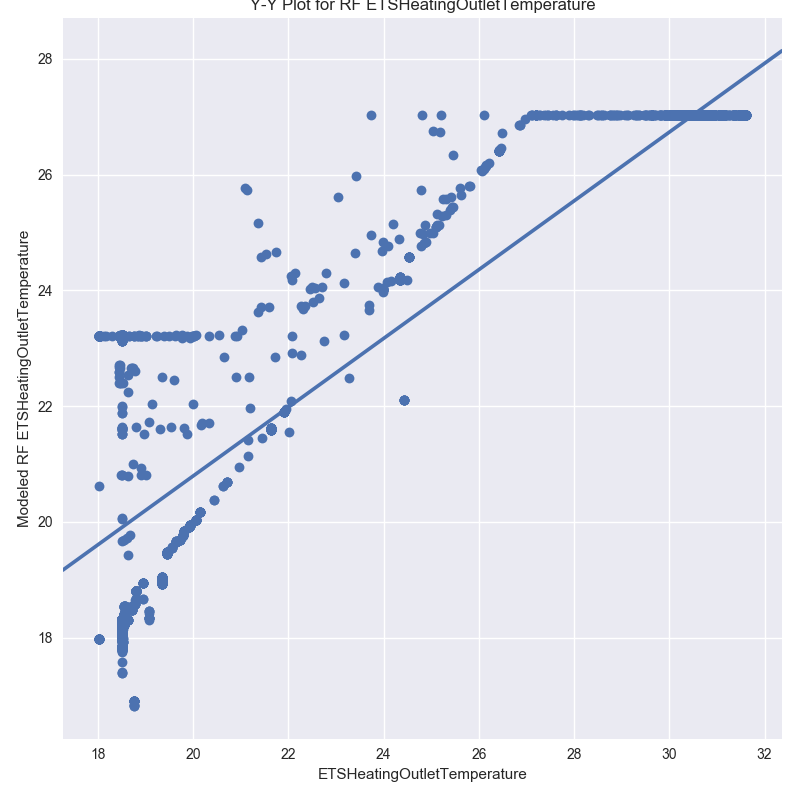 Y-Y Plot for RF ETSHeatingOutletTemperature
28
26
24
22
20
18
Modeled RF ETSHeatingOutletTemperature
18 20 22 24 26 28 30 32
ETSHeatingOutletTemperature